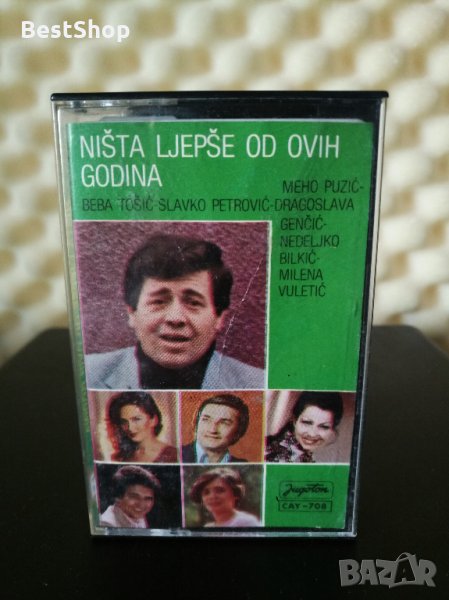 BestShop
NIŠTA LJEPŠE OD OVIH
GODINA
MEHO PUZIĆ-
BEBA TOŠIĆ-SLAVKO PETROVIĆ-DRAGOSLAVA
GENČIĆ-
NEDELJKO
BILKIĆ-
MILENA
VULETIĆ
Jugoton
CAY-708
BAZAR